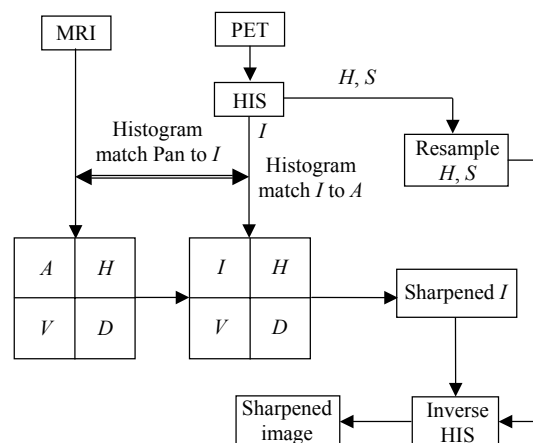 MRI
PET
HIS
H, S
I
Histogram
match Pan to I
Histogram
match I to A
Resample
H, S
A H
V D
I H
V D
Sharpened I
Sharpened
image
Inverse
HIS